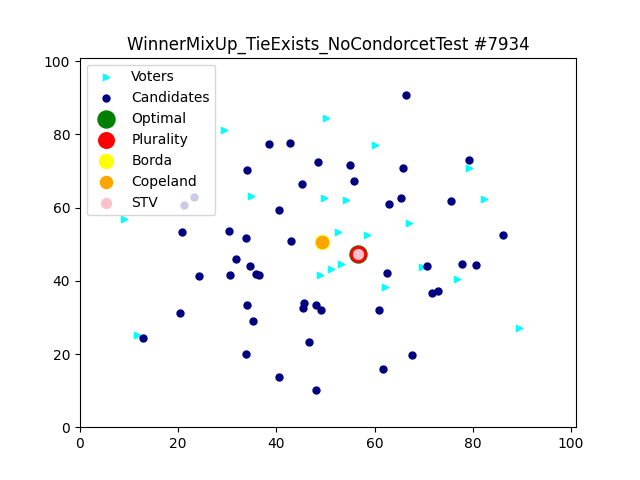 WinnerMixUp_TieExists_NoCondorcetTest #7934
Voters
Candidates
Optimal
Plurality
Borda
Copeland
STV
100
80
60
40
20
0
0 20 40 60 80 100